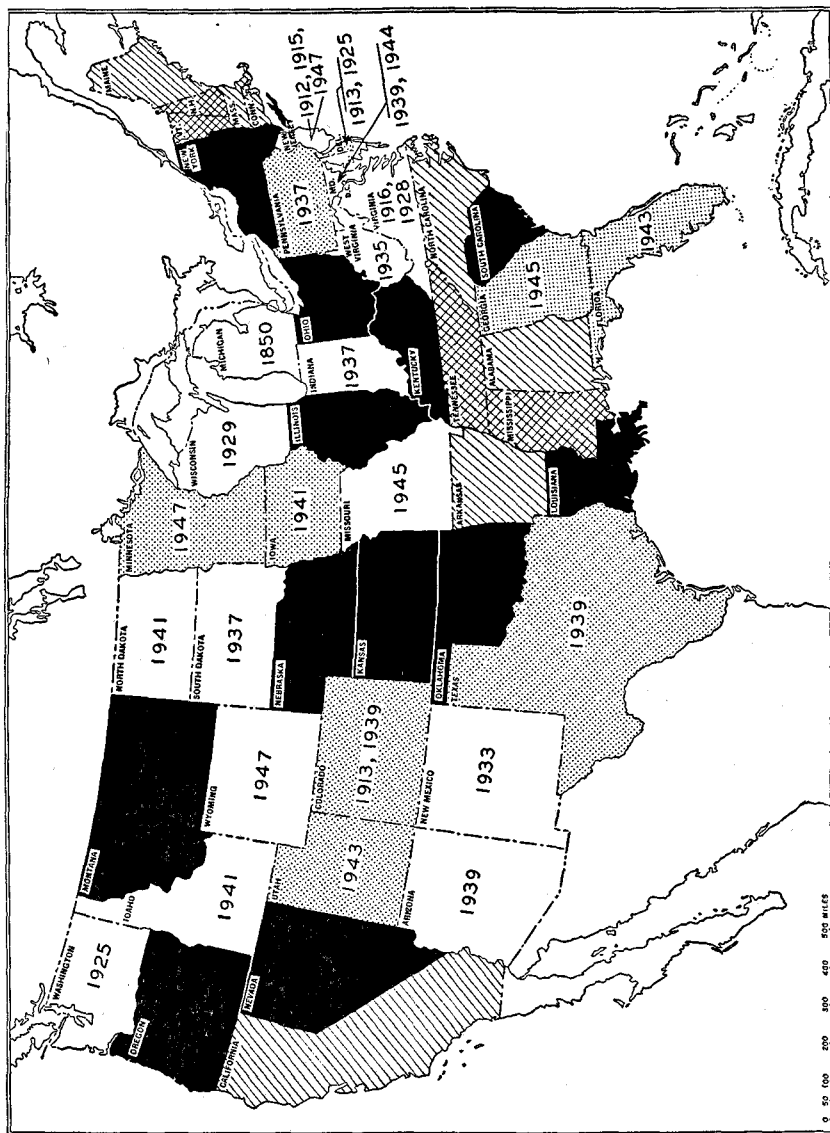 WASHINGTON
1925
OREGON
CALIFORNIA
NEVADA
IDAHO
1941
MONTANA
WYOMING
1947
UTAH
1943
COLORADO
1913, 1939
ARIZONA
1939
NEW MEXICO
1933
NORTH DAKOTA
1941
SOUTH DAKOTA
1937
NEBRASKA
KANSAS
OKLAHOMA
TEXAS
1939
MINNESOTA
1947
IOWA
1941
MISSOURI
1945
ARKANSAS
LOUISIANA
WISCONSIN
1929
ILLINOIS
MICHIGAN
1850
INDIANA
1937
OHIO
KENTUCKY
TENNESSEE
MISSISSIPPI
ALABAMA
GEORGIA
1945
FLORIDA
1943
SOUTH CAROLINA
NORTH CAROLINA
VIRGINIA
1916,
1928
WEST
VIRGINIA
1935
PENNSYLVANIA
1937
NEW
YORK
VT.
N.H.
MAINE
MASS.
CONN.
NEW
1912, 1915,
1947
DEL.
1913, 1925
MD.
1939, 1944
0 50 100 200 300 400 500 MILES